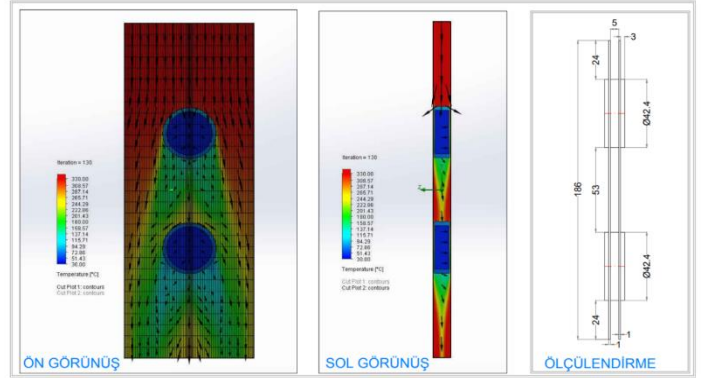 Iteration = 130
330.00
308.57
287.14
265.71
244.29
222.86
201.43
180.00
158.57
137.14
115.71
94.29
72.86
51.43
30.00
Temperature [°C]
Cut Plot 1: contours
Cut Plot 2: contours
ÖN GÖRÜNÜŞ
Iteration = 130
330.00
308.57
287.14
265.71
244.29
222.86
201.43
180.00
158.57
137.14
115.71
94.29
72.86
51.43
30.00
Temperature [°C]
Cut Plot 1: contours
Cut Plot 2: contours
SOL GÖRÜNÜŞ
5
3
24
Ø42.4
186
53
Ø42.4
24
1
1
ÖLÇÜLENDİRME